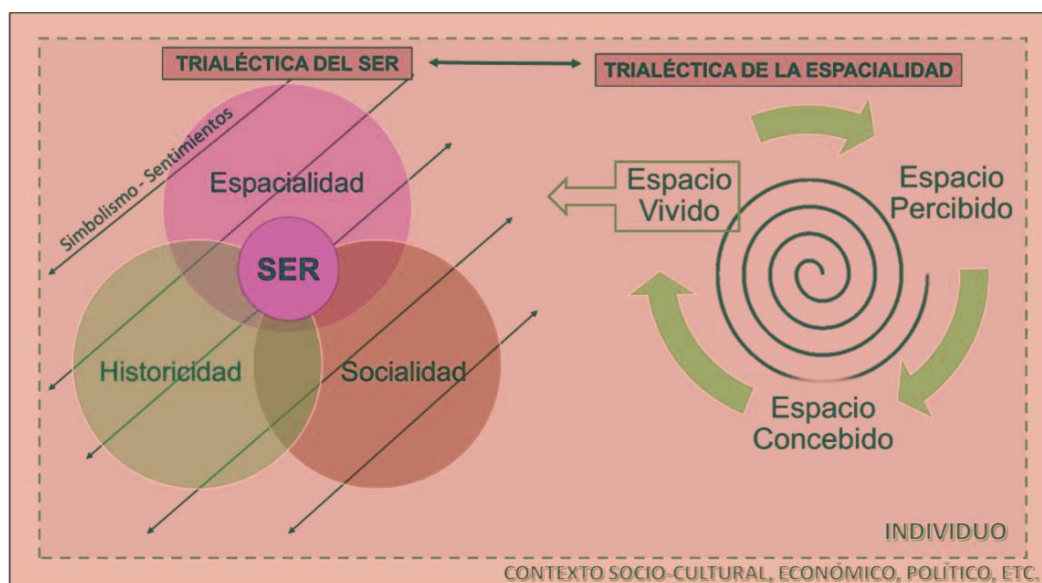 TRIALÉCTICA DEL SER
TRIALÉCTICA DE LA ESPACIALIDAD
Simbolismo - Sentimientos
Espacialidad
SER
Historicidad
Socialidad
Espacio
Vivido
Espacio
Percibido
Espacio
Concebido
INDIVIDUO
CONTEXTO SOCIO-CULTURAL, ECONÓMICO, POLÍTICO, ETC.